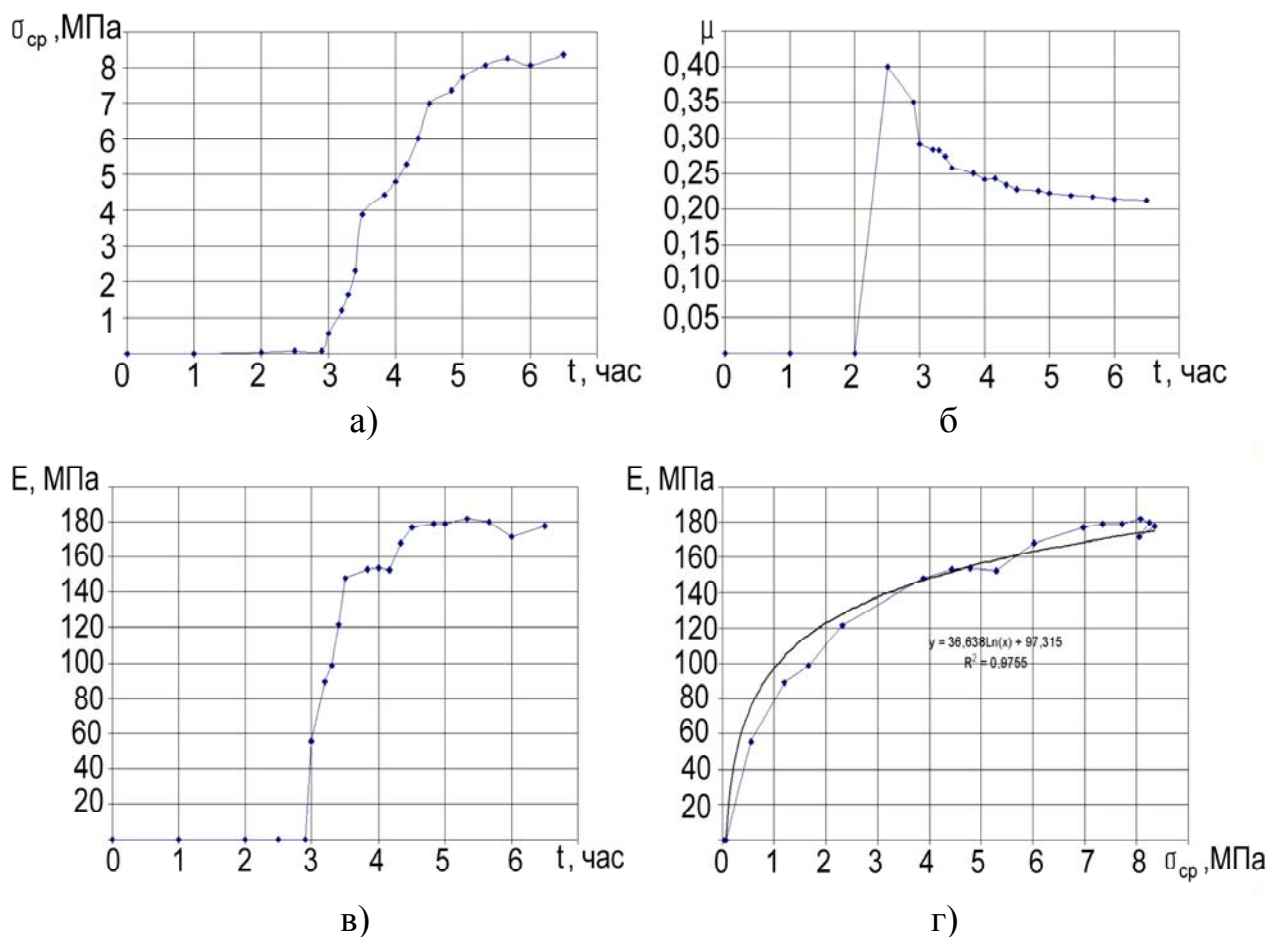 σср ,МПа
8
7
6
5
4
3
2
1
0 1 2 3 4 5 6 t, час
а)
μ
0,40
0,35
0,30
0,25
0,20
0,15
0,10
0,05
0 1 2 3 4 5 6 t, час
б
E, МПа
180
160
140
120
100
80
60
40
20
0 1 2 3 4 5 6 t, час
в)
E, МПа
180
160
140
120
100
80
60
40
20
y = 36,638Ln(x) + 97,315
R² = 0,9755
0 1 2 3 4 5 6 7 8 σср ,МПа
г)